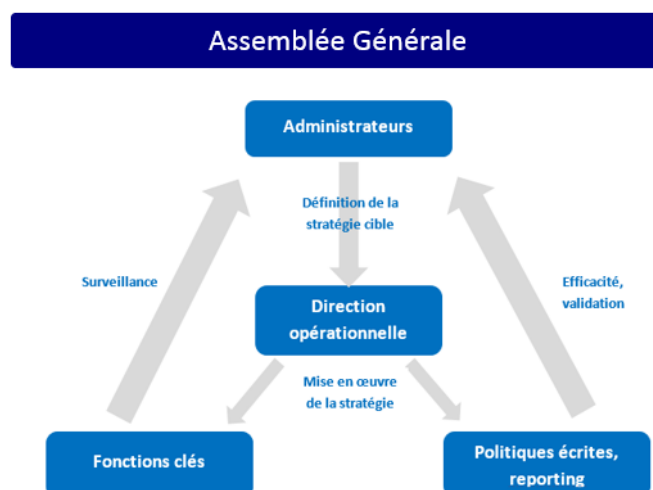 Assemblée Générale
Administrateurs
Définition de la
stratégie cible
Surveillance
Efficacité,
validation
Direction
opérationnelle
Mise en œuvre
de la stratégie
Fonctions clés
Politiques écrites,
reporting